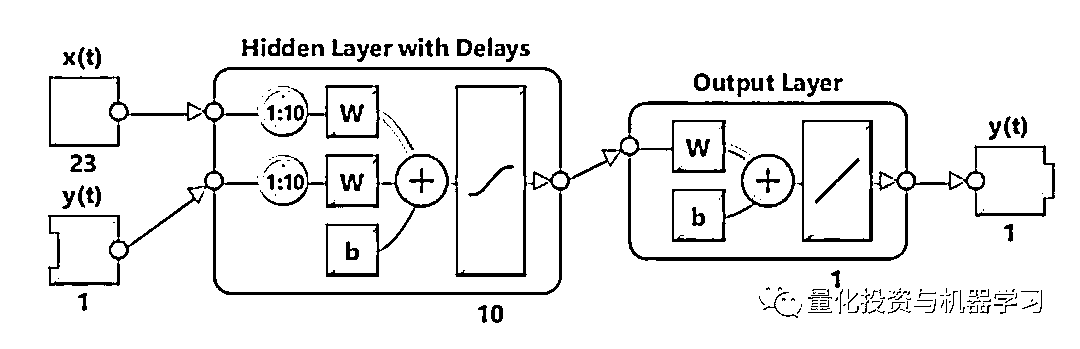 Hidden Layer with Delays
x(t)
Output Layer
1:10
W
y(t)
W
23
1:10
W
+
+
y(t)
b
b
1
1
1
10
量化投资与机器学习